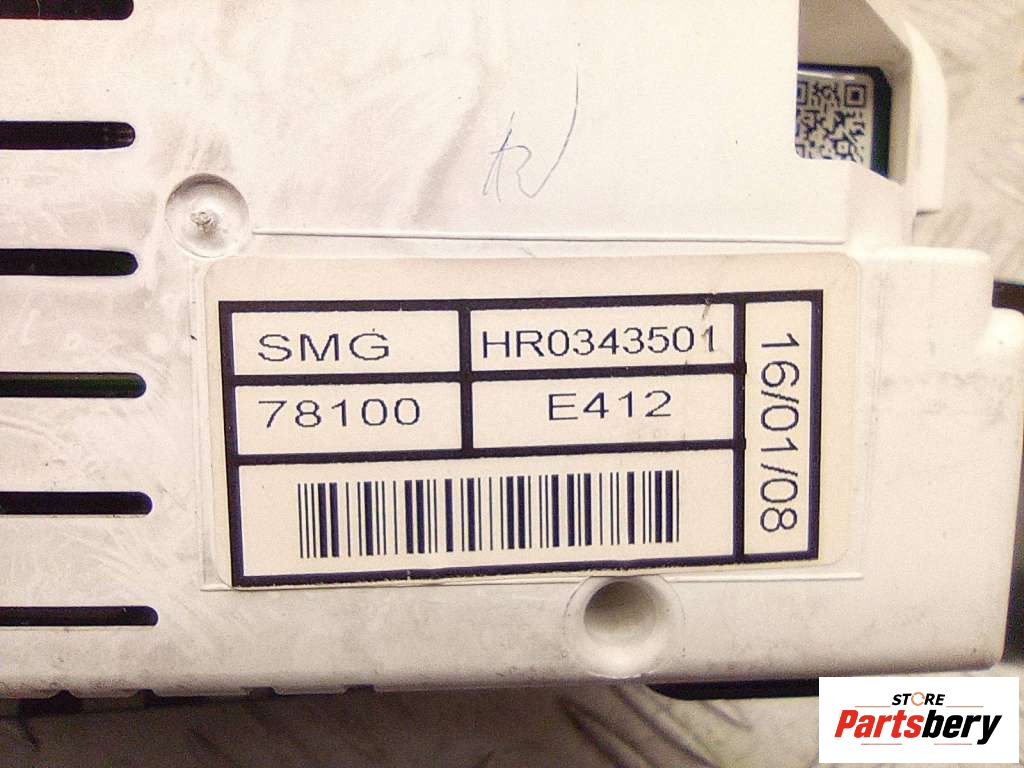 SMG
HR0343501
78100
E412
16/01/08
STORE
Partsbery